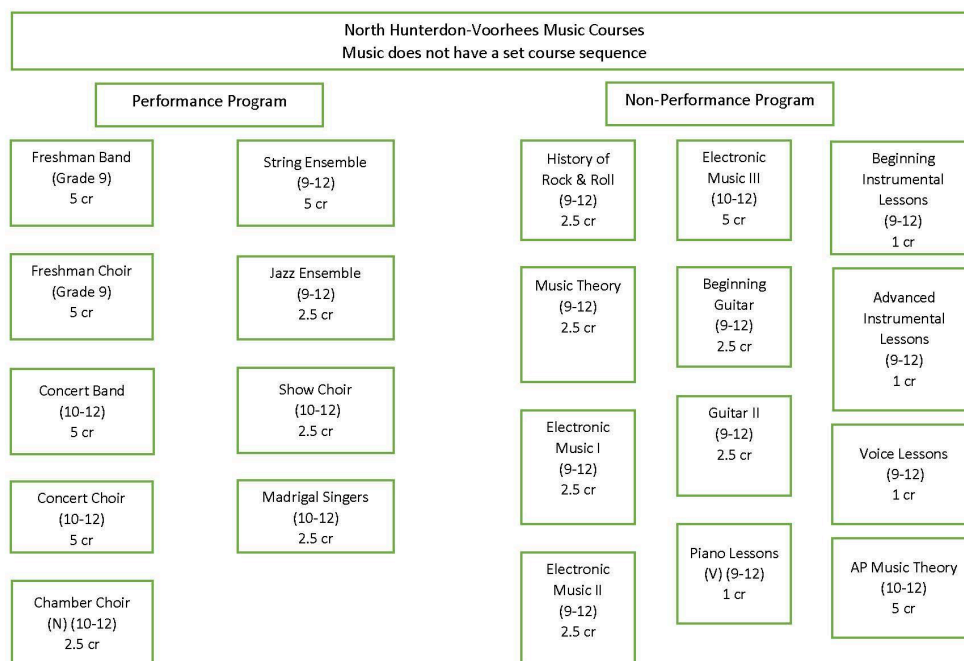 North Hunterdon-Voorhees Music Courses
Music does not have a set course sequence
Performance Program
Freshman Band
(Grade 9)
5 cr
Freshman Choir
(Grade 9)
5 cr
Concert Band
(10-12)
5 cr
Concert Choir
(10-12)
5 cr
Chamber Choir
(N) (10-12)
2.5 cr
String Ensemble
(9-12)
5 cr
Jazz Ensemble
(9-12)
2.5 cr
Show Choir
(10-12)
2.5 cr
Madrigal Singers
(10-12)
2.5 cr
Non-Performance Program
History of
Rock & Roll
(9-12)
2.5 cr
Music Theory
(9-12)
2.5 cr
Electronic
Music I
(9-12)
2.5 cr
Electronic
Music II
(9-12)
2.5 cr
Electronic
Music III
(10-12)
5 cr
Beginning
Guitar
(9-12)
2.5 cr
Guitar II
(9-12)
2.5 cr
Piano Lessons
(V) (9-12)
1 cr
Beginning
Instrumental
Lessons
(9-12)
1 cr
Advanced
Instrumental
Lessons
(9-12)
1 cr
Voice Lessons
(9-12)
1 cr
AP Music Theory
(10-12)
5 cr